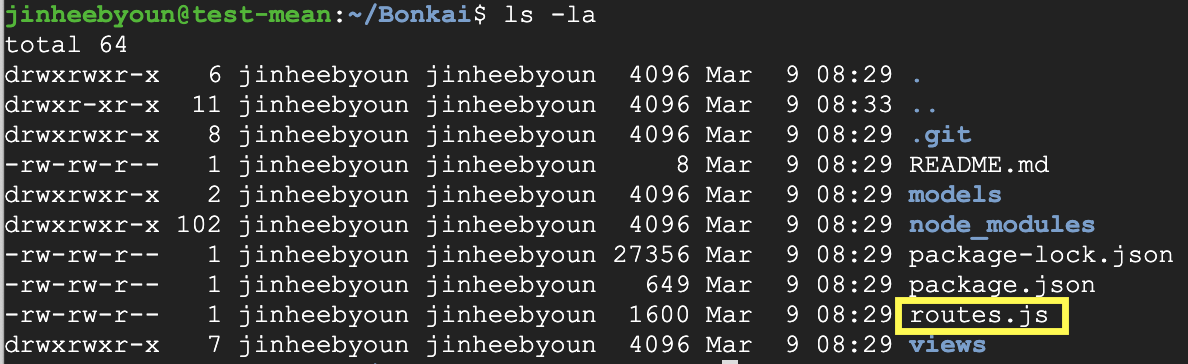 jinheebyoun@test-mean:~/Bonkai$ ls -la
total 64
drwxrwxr-x   6 jinheebyoun jinheebyoun  4096 Mar  9 08:29 .
drwxr-xr-x  11 jinheebyoun jinheebyoun  4096 Mar  9 08:33 ..
drwxrwxr-x   8 jinheebyoun jinheebyoun  4096 Mar  9 08:29 .git
-rw-rw-r--   1 jinheebyoun jinheebyoun     8 Mar  9 08:29 README.md
drwxrwxr-x   2 jinheebyoun jinheebyoun  4096 Mar  9 08:29 models
drwxrwxr-x 102 jinheebyoun jinheebyoun  4096 Mar  9 08:29 node_modules
-rw-rw-r--   1 jinheebyoun jinheebyoun 27356 Mar  9 08:29 package-lock.json
-rw-rw-r--   1 jinheebyoun jinheebyoun   649 Mar  9 08:29 package.json
-rw-rw-r--   1 jinheebyoun jinheebyoun  1600 Mar  9 08:29 routes.js
drwxrwxr-x   7 jinheebyoun jinheebyoun  4096 Mar  9 08:29 views